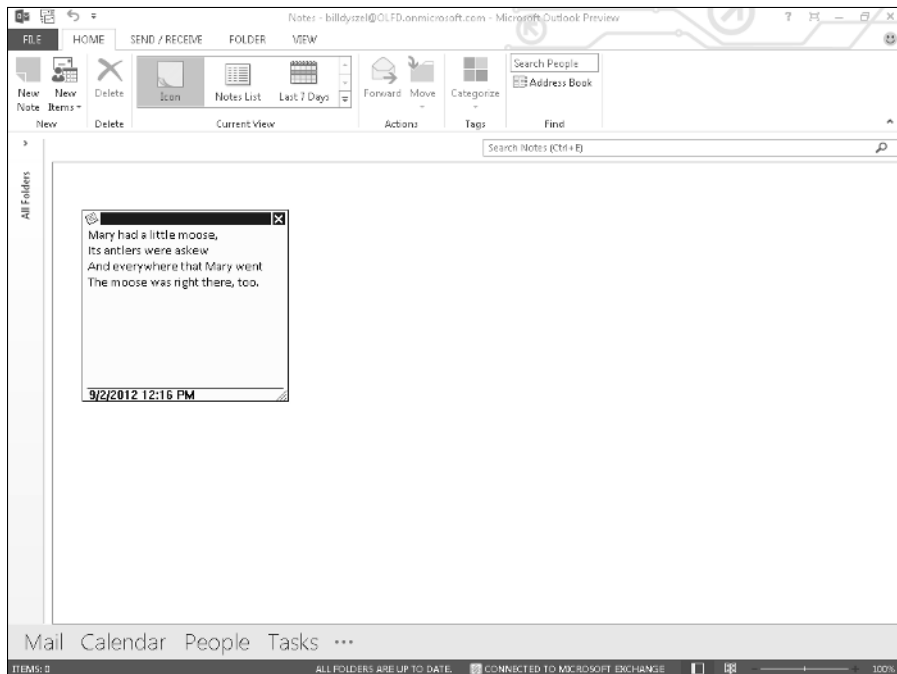 Notes - billdyszel@OLFD.onmicrosoft.com - Microsoft Outlook Preview
?
FILE HOME SEND / RECEIVE FOLDER VIEW
New Note
New Items
Delete
Icon
Notes List
Last 7 Days
Forward
Move
Categorize
Search People
Address Book
New Delete Current View Actions Tags Find
Search Notes (Ctrl+E)
All Folders
Mary had a little moose,
Its antlers were askew
And everywhere that Mary went
The moose was right there, too.
9/2/2012 12:16 PM
Mail Calendar People Tasks ...
ITEMS: 0 ALL FOLDERS ARE UP TO DATE. CONNECTED TO MICROSOFT EXCHANGE 100%